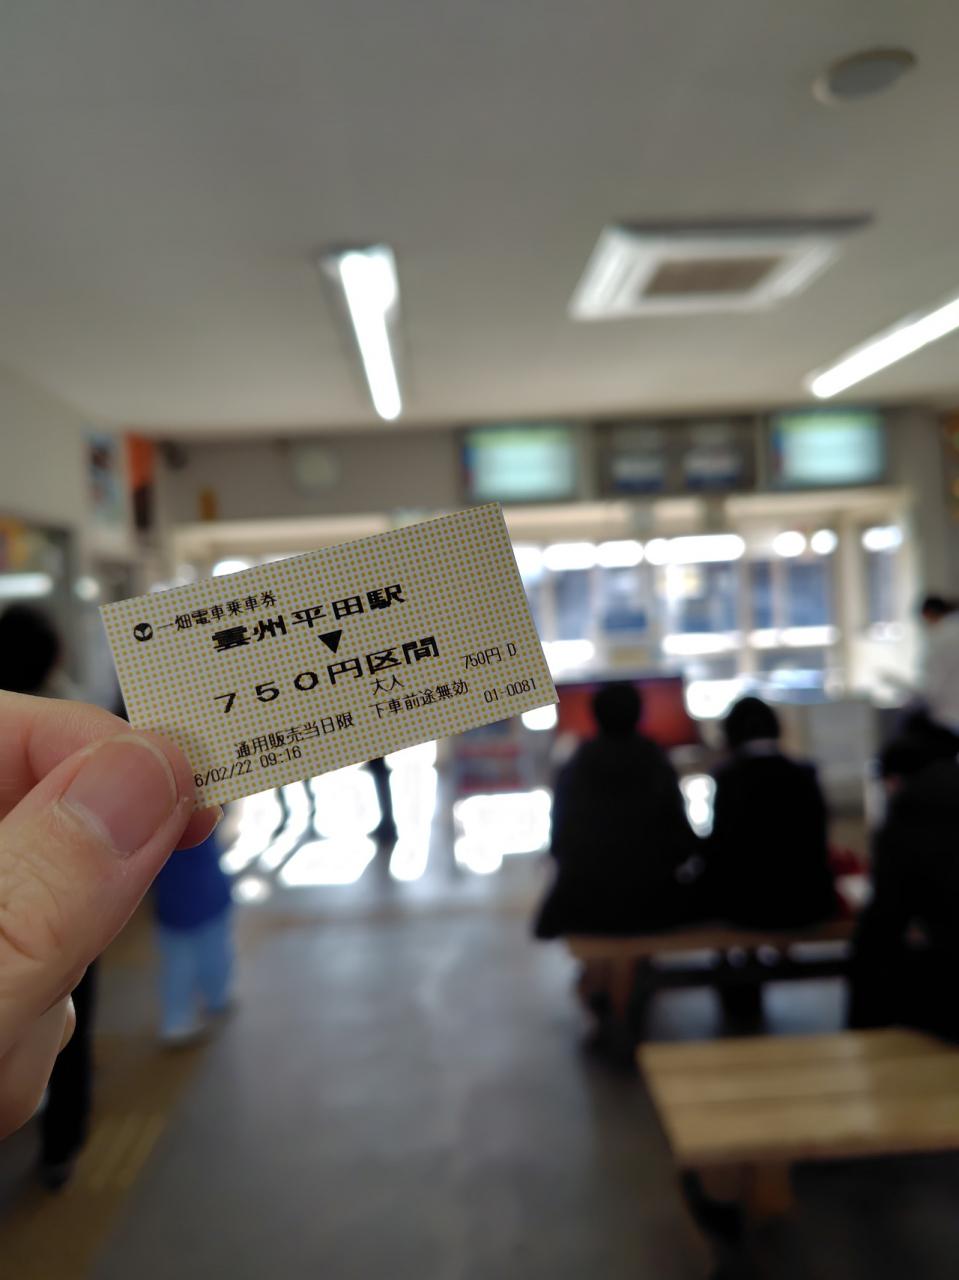 一畑電車乗車券
雲州平田駅
▼
750円区間
大人 750円 D
通用販売当日限 下車前途無効 01-0081
6/02/22 09:16